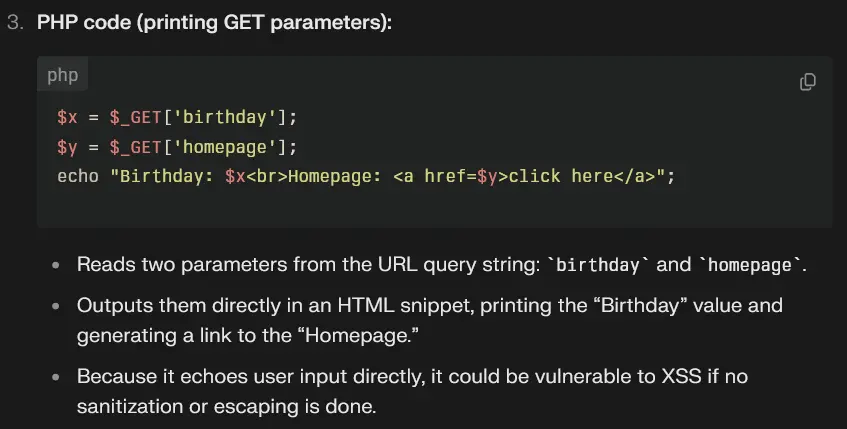 3. PHP code (printing GET parameters):
php
$x = $_GET['birthday'];
$y = $_GET['homepage'];
echo "Birthday: $x<br>Homepage: <a href=$y>click here</a>";
• Reads two parameters from the URL query string: `birthday` and `homepage`.
• Outputs them directly in an HTML snippet, printing the “Birthday” value and
generating a link to the “Homepage.”
• Because it echoes user input directly, it could be vulnerable to XSS if no
sanitization or escaping is done.